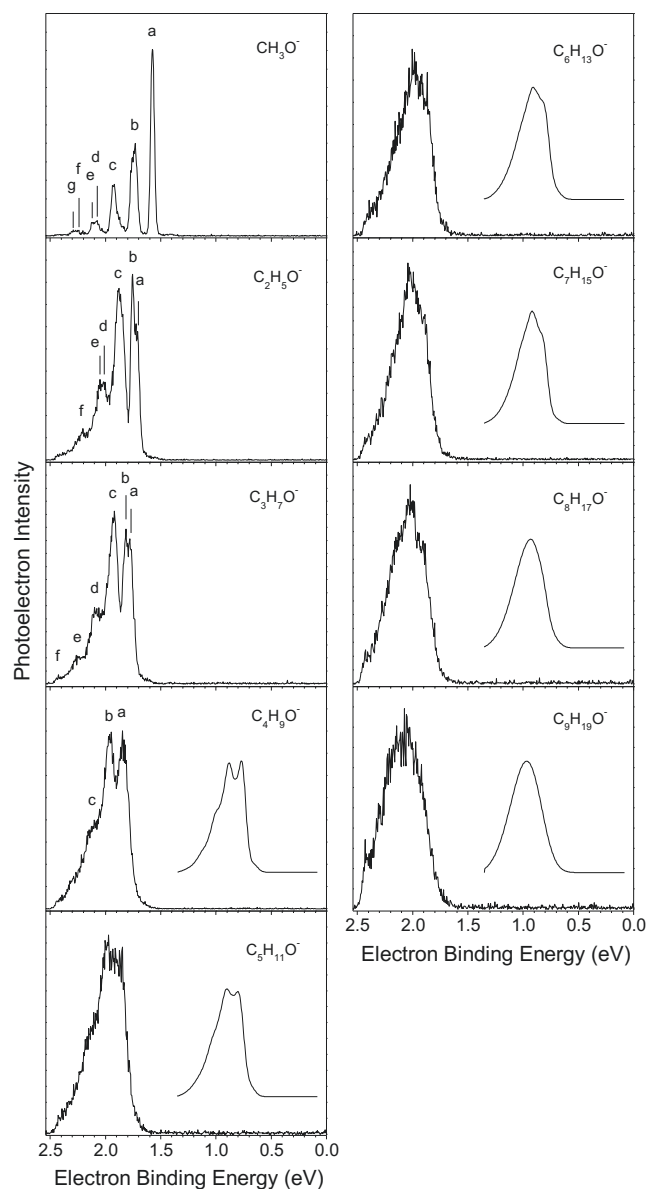 Photoelectron Intensity
CH₃O⁻
a
b
c
d
e
f
g
C₂H₅O⁻
a
b
c
d
e
f
C₃H₇O⁻
a
b
c
d
e
f
C₄H₉O⁻
a
b
c
C₅H₁₁O⁻
2.5 2.0 1.5 1.0 0.5 0.0
Electron Binding Energy (eV)
C₆H₁₃O⁻
C₇H₁₅O⁻
C₈H₁₇O⁻
C₉H₁₉O⁻
2.5 2.0 1.5 1.0 0.5 0.0
Electron Binding Energy (eV)